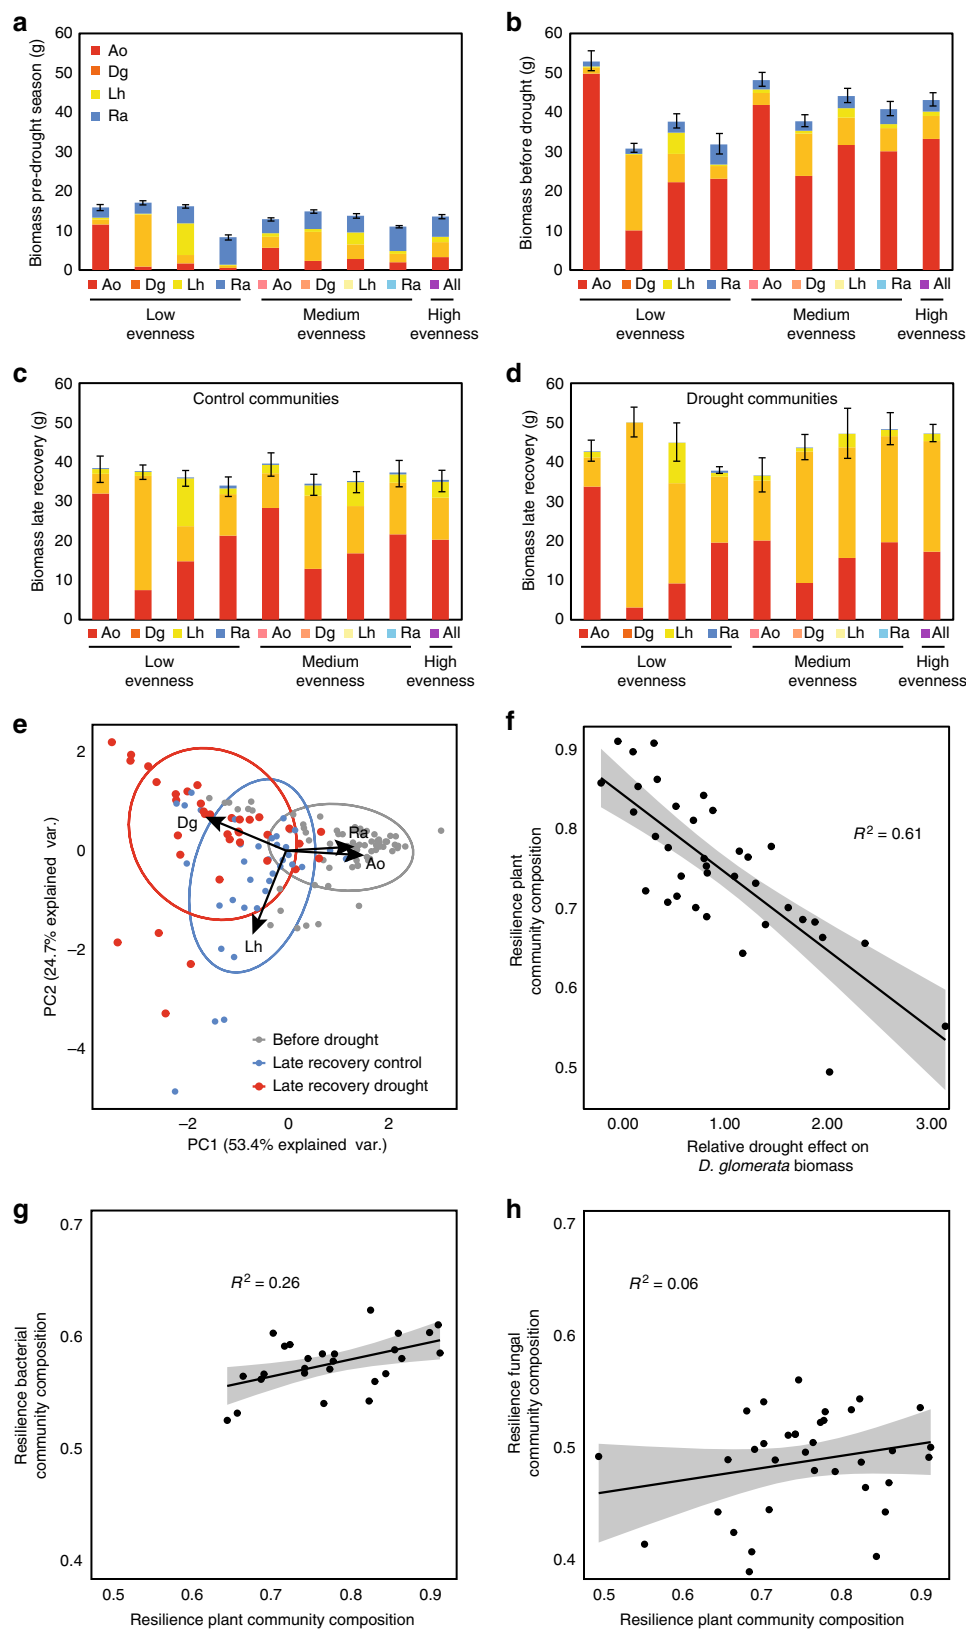 a
Biomass pre-drought season (g)
60
50
40
30
20
10
0
Ao
Dg
Lh
Ra
Ao Dg Lh Ra Ao Dg Lh Ra All
Low evenness
Medium evenness
High evenness
b
Biomass before drought (g)
60
50
40
30
20
10
0
Ao Dg Lh Ra Ao Dg Lh Ra All
Low evenness
Medium evenness
High evenness
c
Control communities
Biomass late recovery (g)
60
50
40
30
20
10
0
Ao Dg Lh Ra Ao Dg Lh Ra All
Low evenness
Medium evenness
High evenness
d
Drought communities
Biomass late recovery (g)
60
50
40
30
20
10
0
Ao Dg Lh Ra Ao Dg Lh Ra All
Low evenness
Medium evenness
High evenness
e
PC2 (24.7% explained var.)
2
0
−2
−4
Dg
Ra
Ao
Lh
Before drought
Late recovery control
Late recovery drought
−2 0 2
PC1 (53.4% explained var.)
f
Resilience plant
community composition
0.9
0.8
0.7
0.6
0.5
R² = 0.61
0.00 1.00 2.00 3.00
Relative drought effect on
D. glomerata biomass
g
Resilience bacterial
community composition
0.7
0.6
0.5
0.4
R² = 0.26
0.5 0.6 0.7 0.8 0.9
Resilience plant community composition
h
Resilience fungal
community composition
0.7
0.6
0.5
0.4
R² = 0.06
0.5 0.6 0.7 0.8 0.9
Resilience plant community composition